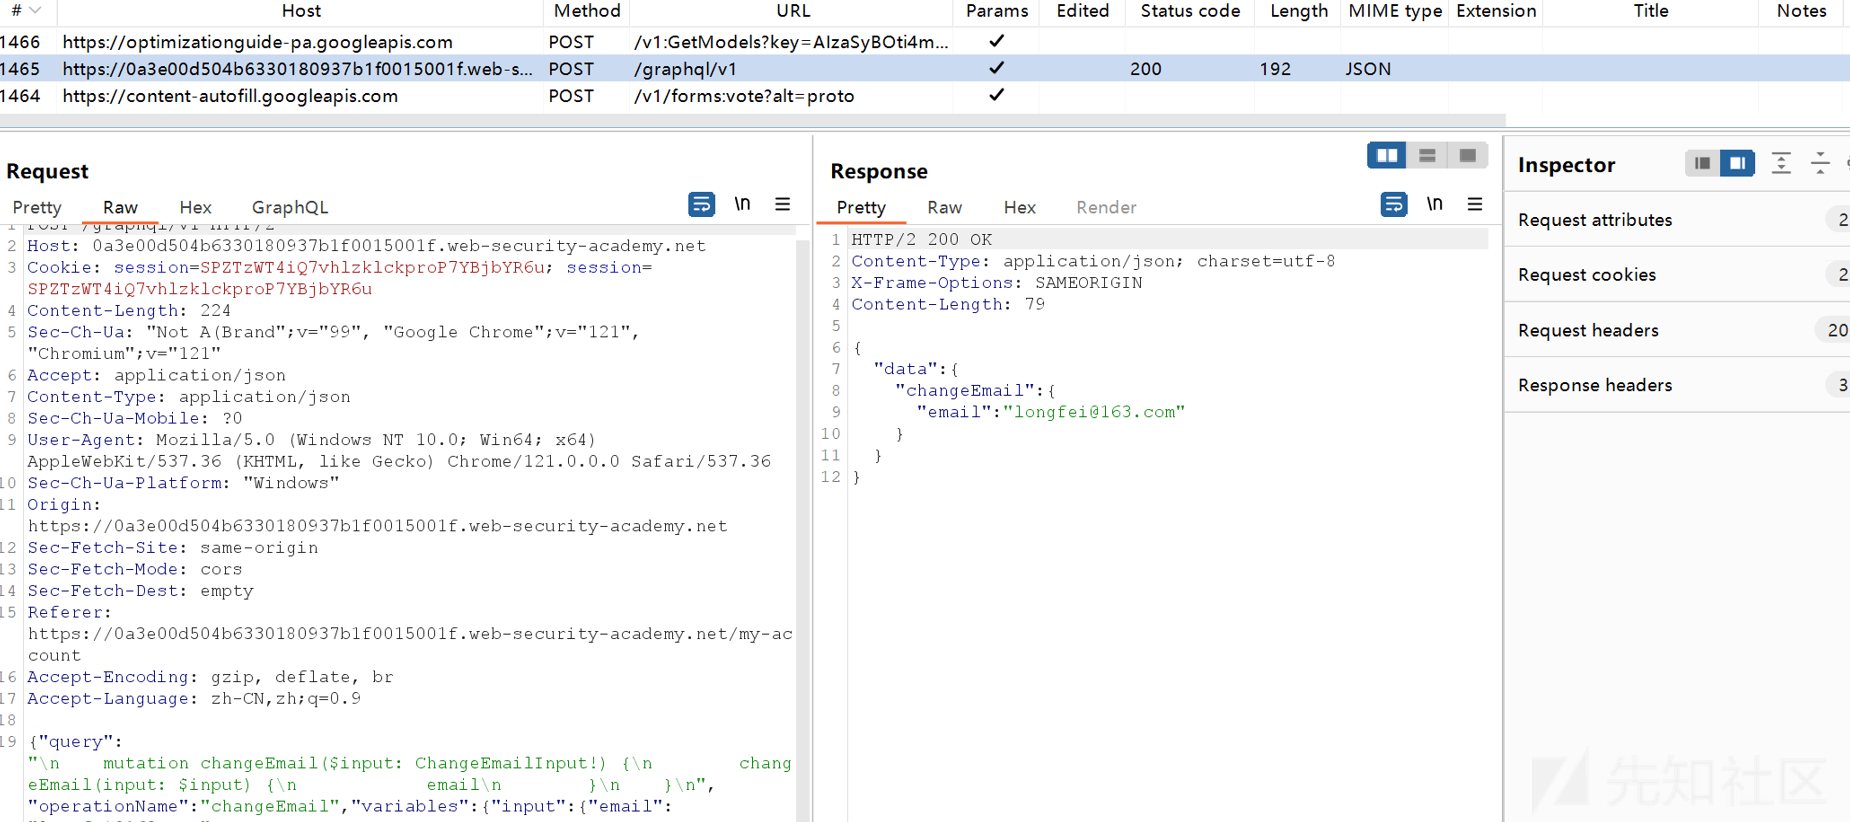 # Host Method URL Params Edited Status code Length MIME type Extension Title Notes
1466 https://optimizationguide-pa.googleapis.com POST /v1:GetModels?key=AIzaSyBOti4m... ✓
1465 https://0a3e00d504b6330180937b1f0015001f.web-s... POST /graphql/v1 ✓ 200 192 JSON
1464 https://content-autofill.googleapis.com POST /v1/forms:vote?alt=proto ✓
Request
Pretty Raw Hex GraphQL \n
1 POST /graphql/v1 HTTP/2
2 Host: 0a3e00d504b6330180937b1f0015001f.web-security-academy.net
3 Cookie: session=SPZTzWT4iQ7vhlzklckproP7YBjbYR6u; session=
SPZTzWT4iQ7vhlzklckproP7YBjbYR6u
4 Content-Length: 224
5 Sec-Ch-Ua: "Not A(Brand";v="99", "Google Chrome";v="121",
"Chromium";v="121"
6 Accept: application/json
7 Content-Type: application/json
8 Sec-Ch-Ua-Mobile: ?0
9 User-Agent: Mozilla/5.0 (Windows NT 10.0; Win64; x64)
AppleWebKit/537.36 (KHTML, like Gecko) Chrome/121.0.0.0 Safari/537.36
10 Sec-Ch-Ua-Platform: "Windows"
11 Origin:
https://0a3e00d504b6330180937b1f0015001f.web-security-academy.net
12 Sec-Fetch-Site: same-origin
13 Sec-Fetch-Mode: cors
14 Sec-Fetch-Dest: empty
15 Referer:
https://0a3e00d504b6330180937b1f0015001f.web-security-academy.net/my-ac
count
16 Accept-Encoding: gzip, deflate, br
17 Accept-Language: zh-CN,zh;q=0.9
18
19 {"query":
"\n    mutation changeEmail($input: ChangeEmailInput!) {\n        chang
eEmail(input: $input) {\n            email\n        }\n    }\n",
"operationName":"changeEmail","variables":{"input":{"email":
Response
Pretty Raw Hex Render \n
1 HTTP/2 200 OK
2 Content-Type: application/json; charset=utf-8
3 X-Frame-Options: SAMEORIGIN
4 Content-Length: 79
5
6 {
7 "data":{
8 "changeEmail":{
9 "email":"longfei@163.com"
10 }
11 }
12 }
Inspector
Request attributes 2
Request cookies 2
Request headers 20
Response headers 3
先知社区